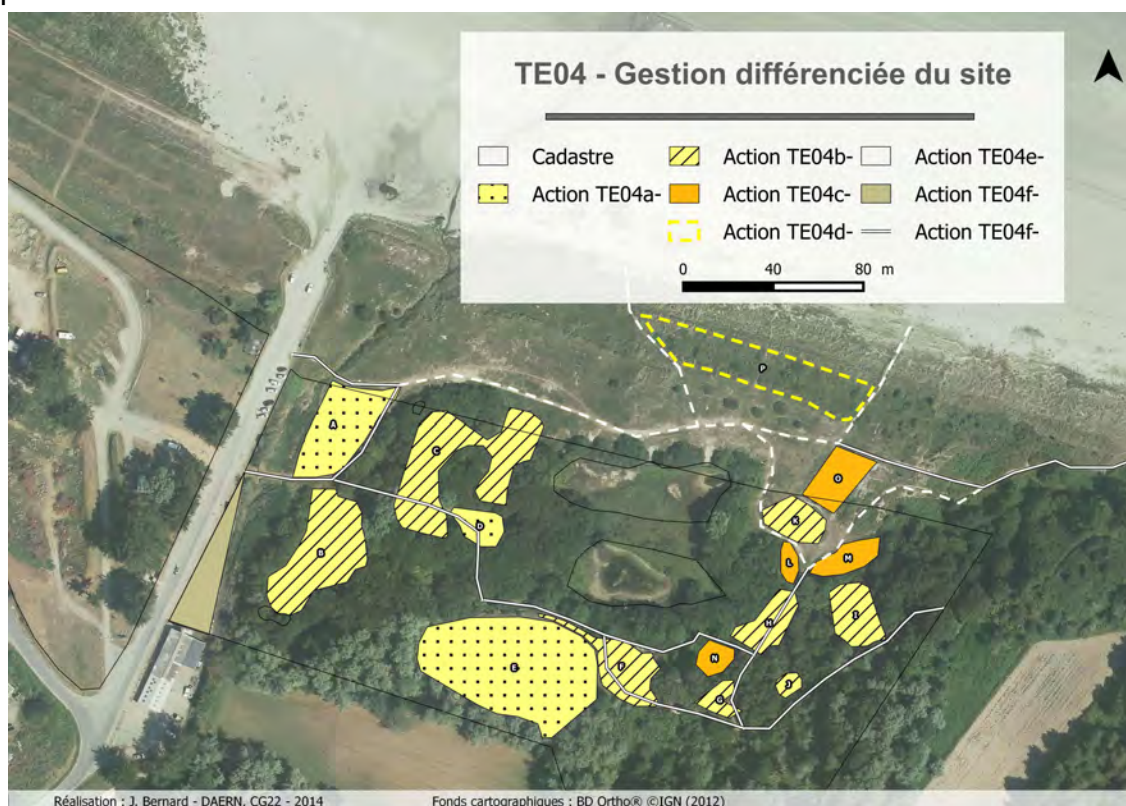 TE04 - Gestion différenciée du site
Cadastre
Action TE04a-
Action TE04b-
Action TE04c-
Action TE04d-
Action TE04e-
Action TE04f-
Action TE04f-
0 40 80 m
P
A
C
O
K
D
B
L
M
H
I
E
F
N
J
G
Réalisation : J. Bernard - DAERN, CG22 - 2014
Fonds cartographiques : BD Ortho® ©IGN (2012)